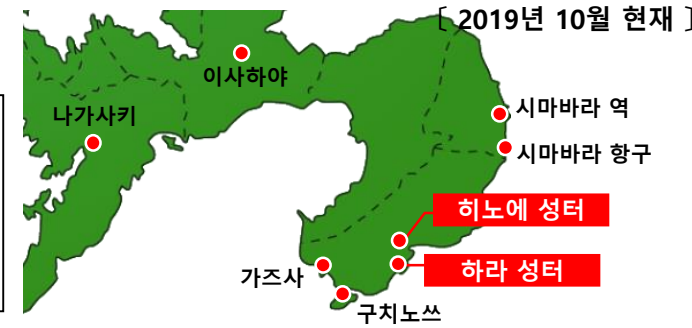 〔 2019년 10월 현재 〕
이사하야
나가사키
시마바라 역
시마바라 항구
히노에 성터
하라 성터
가즈사
구치노쓰